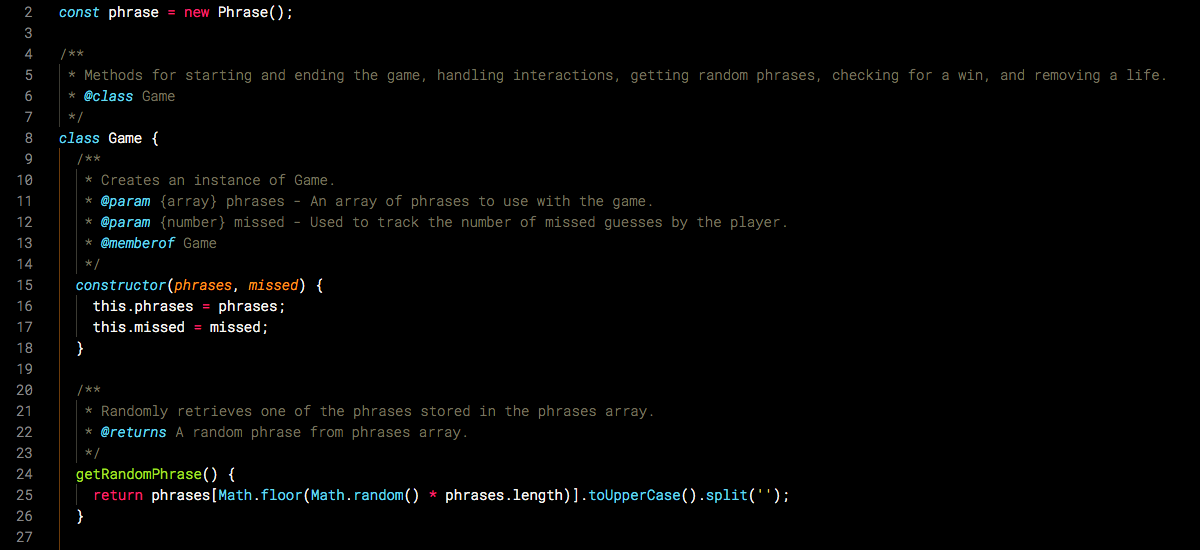 2 const phrase = new Phrase();
3
4 /**
5 * Methods for starting and ending the game, handling interactions, getting random phrases, checking for a win, and removing a life.
6 * @class Game
7 */
8 class Game {
9 /**
10 * Creates an instance of Game.
11 * @param {array} phrases - An array of phrases to use with the game.
12 * @param {number} missed - Used to track the number of missed guesses by the player.
13 * @memberof Game
14 */
15 constructor(phrases, missed) {
16 this.phrases = phrases;
17 this.missed = missed;
18 }
19
20 /**
21 * Randomly retrieves one of the phrases stored in the phrases array.
22 * @returns A random phrase from phrases array.
23 */
24 getRandomPhrase() {
25 return phrases[Math.floor(Math.random() * phrases.length)].toUpperCase().split('');
26 }
27